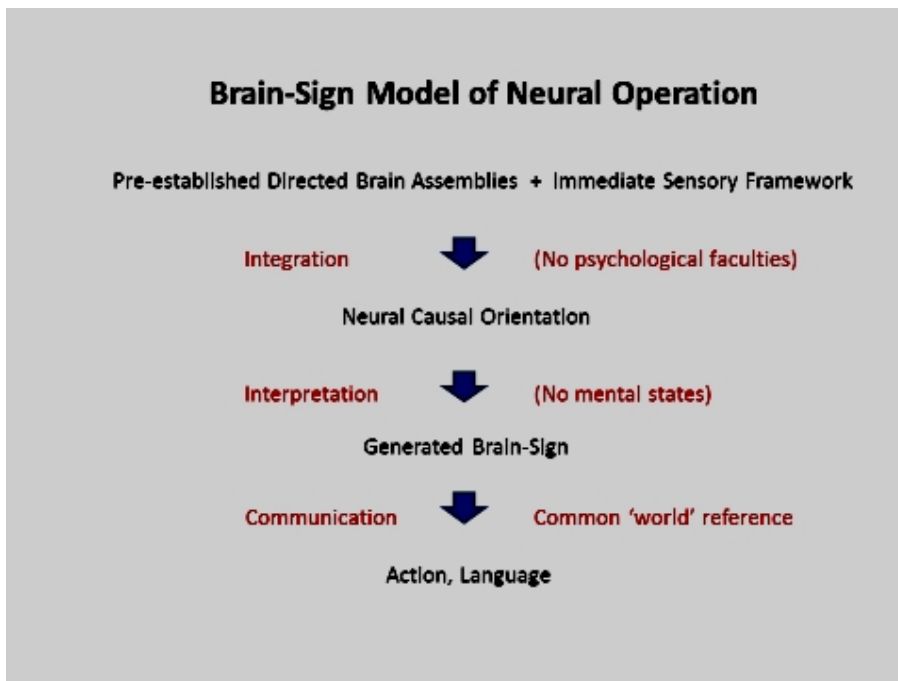 Brain-Sign Model of Neural Operation
Pre-established Directed Brain Assemblies + Immediate Sensory Framework
Integration (No psychological faculties)
Neural Causal Orientation
Interpretation (No mental states)
Generated Brain-Sign
Communication Common ‘world’ reference
Action, Language